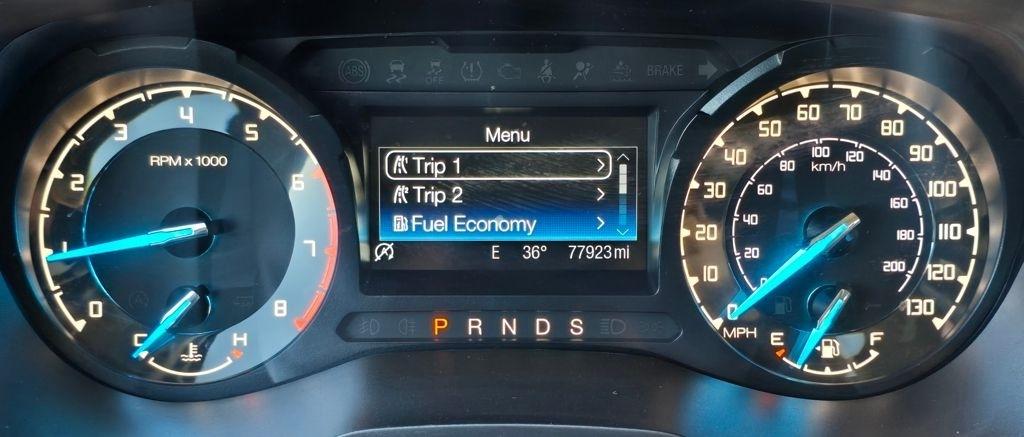 ABS
OFF
BRAKE
0 1 2 3 4 5 6 7 8
RPM x 1000
C H
Menu
Trip 1
Trip 2
Fuel Economy
E 36° 77923 mi
P R N D S
0 10 20 30 40 50 60 70 80 90 100 110 120 130
MPH
0 20 40 60 80 100 120 140 160 180 200
km/h
E F